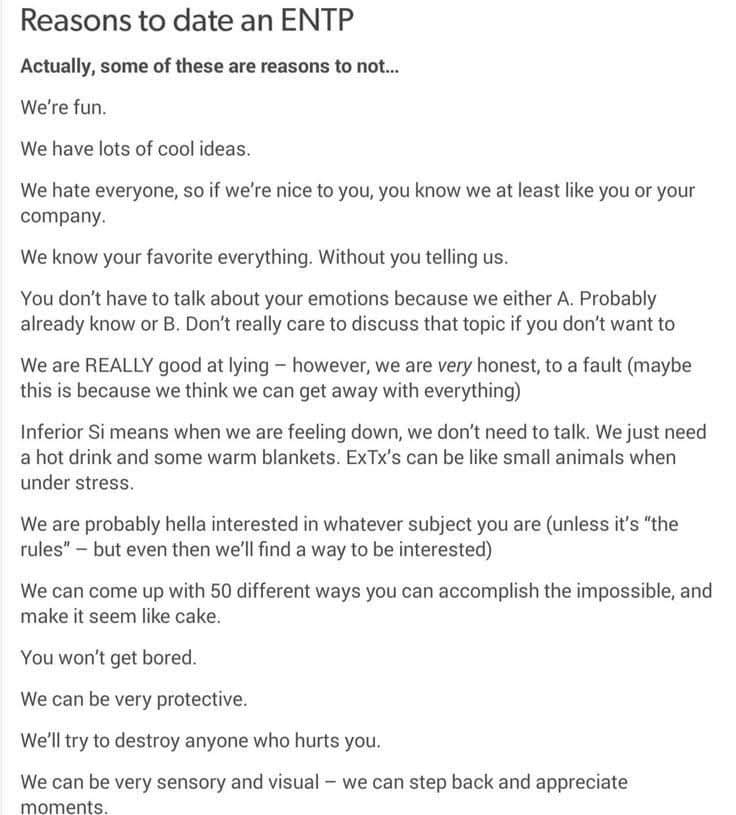 Reasons to date an ENTP
Actually, some of these are reasons to not...
We're fun.
We have lots of cool ideas.
We hate everyone, so if we're nice to you, you know we at least like you or your
company.
We know your favorite everything. Without you telling us.
You don't have to talk about your emotions because we either A. Probably
already know or B. Don't really care to discuss that topic if you don't want to
We are REALLY good at lying – however, we are very honest, to a fault (maybe
this is because we think we can get away with everything)
Inferior Si means when we are feeling down, we don't need to talk. We just need
a hot drink and some warm blankets. ExTx's can be like small animals when
under stress.
We are probably hella interested in whatever subject you are (unless it's "the
rules" – but even then we'll find a way to be interested)
We can come up with 50 different ways you can accomplish the impossible, and
make it seem like cake.
You won't get bored.
We can be very protective.
We'll try to destroy anyone who hurts you.
We can be very sensory and visual – we can step back and appreciate
moments.